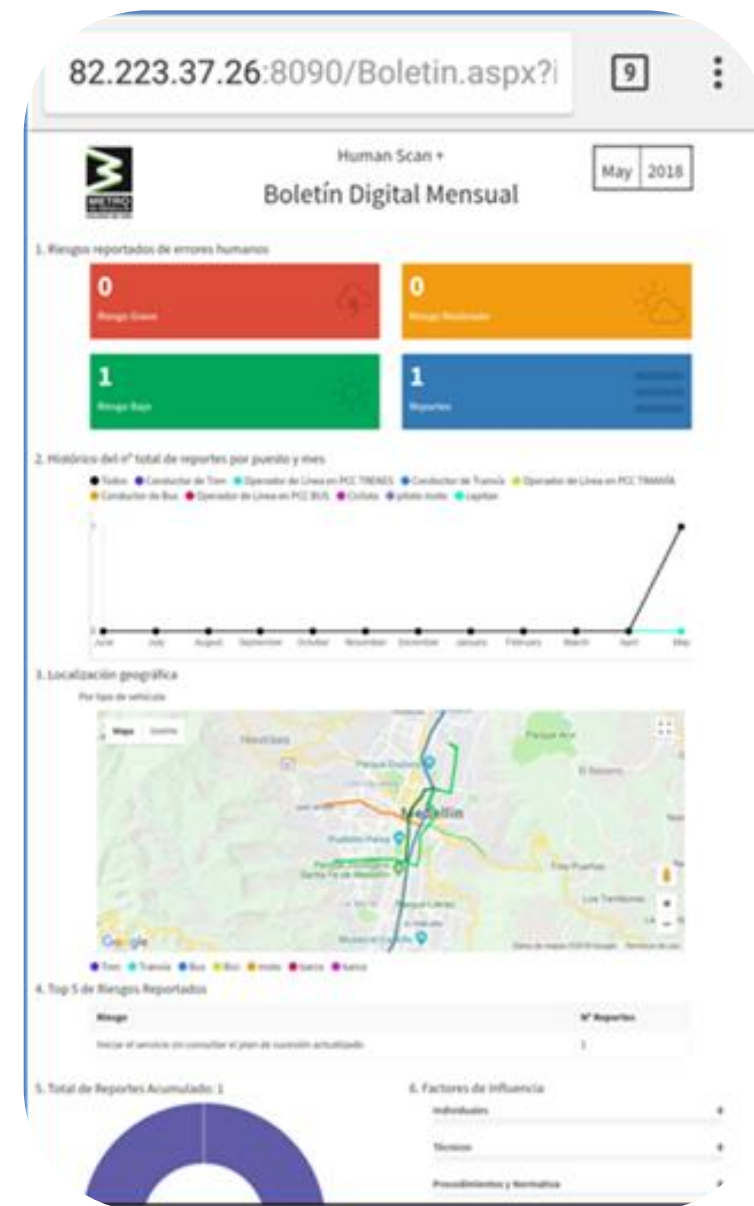 82.223.37.26:8090/Boletin.aspx?i
9
Human Scan +
Boletín Digital Mensual
May 2018
METRO
1. Riesgos reportados de errores humanos
0
Riesgo Grave
0
Riesgo Moderado
1
Riesgo Bajo
1
Reportes
2. Histórico del nº total de reportes por puesto y mes
Todos Conductor de Tren Operador de Línea en PCC TRENES Conductor de Tranvía Operador de Línea en PCC TRANVÍA
Conductor de Bus Operador de Línea en PCC BUS Ciclista piloto moto capitan
June July August September October November December January February March April May
3. Localización geográfica
Por tipo de vehículo
Mapa
Medellín
Parque Lleras
Tres Puertas
Google
Tren Tranvía Bus Bici moto barco barco
4. Top 5 de Riesgos Reportados
Riesgo Nº Reportes
Iniciar el servicio sin consultar el plan de sucesión actualizado 1
5. Total de Reportes Acumulado: 1
6. Factores de Influencia
Individuales
Técnicos
Procedimientos y Normativa